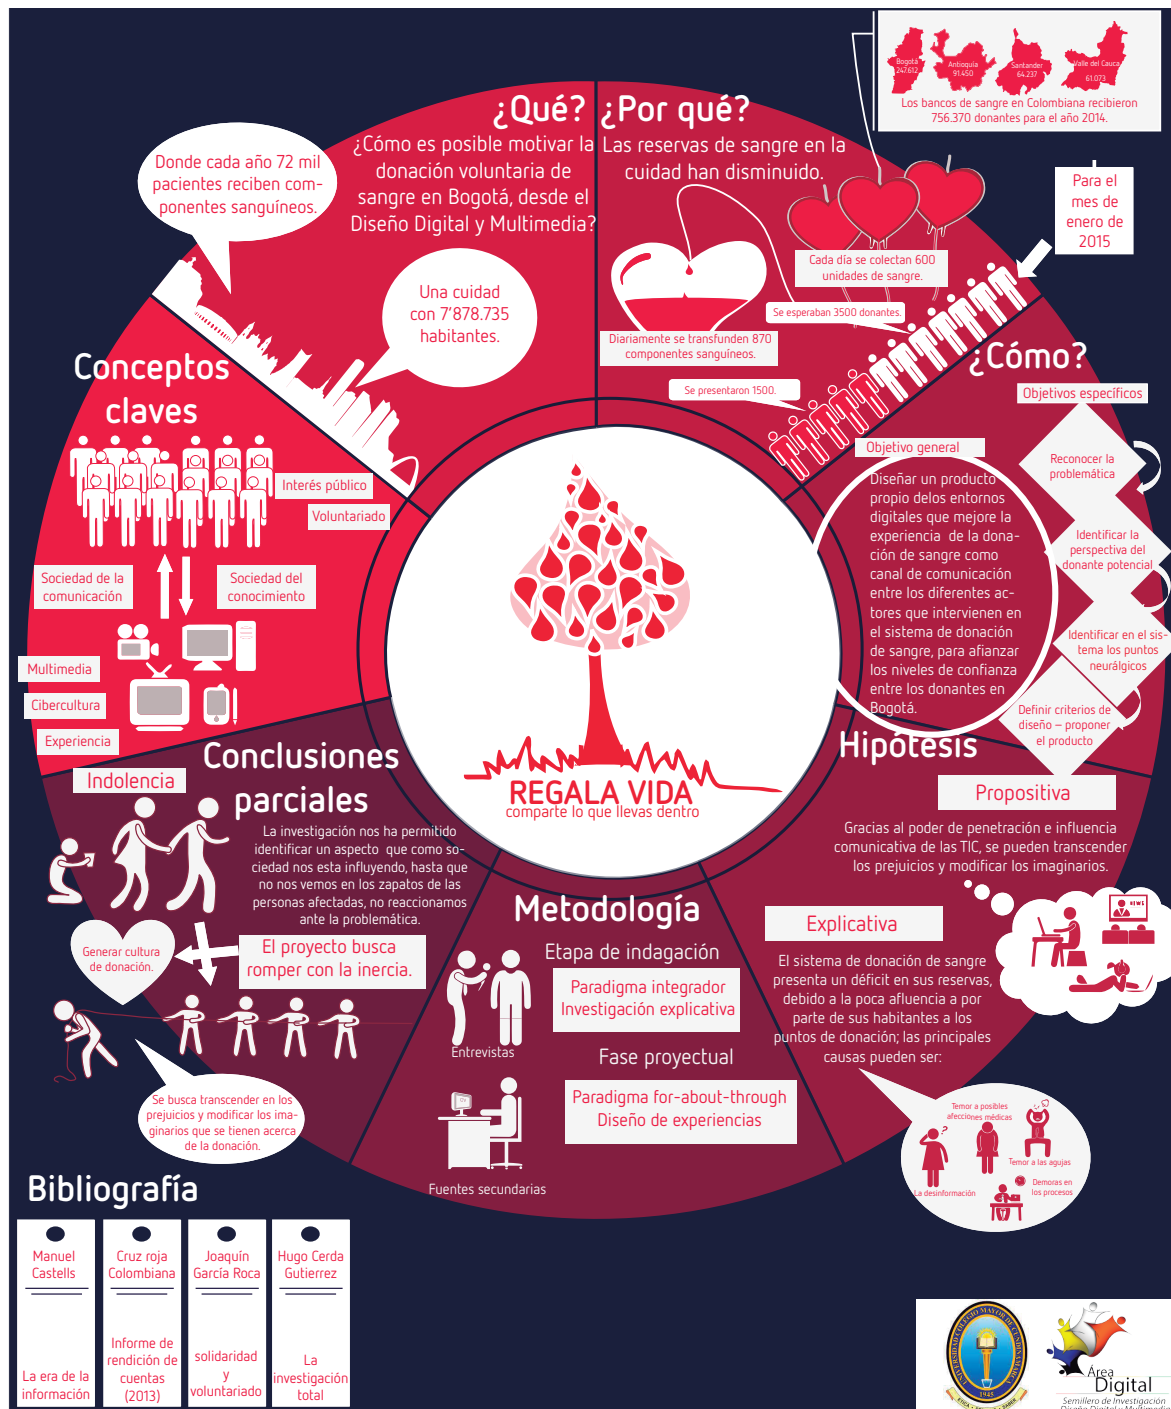 Bogotá
247.612
Antioquia
91.450
Santander
64.237
Valle del Cauca
61.073
Los bancos de sangre en Colombiana recibieron
756.370 donantes para el año 2014.
¿Qué?
¿Cómo es posible motivar la
donación voluntaria de
sangre en Bogotá, desde el
Diseño Digital y Multimedia?
Donde cada año 72 mil
pacientes reciben com-
ponentes sanguíneos.
Una cuidad
con 7’878.735
habitantes.
¿Por qué?
Las reservas de sangre en la
cuidad han disminuido.
Para el
mes de
enero de
2015
Cada día se colectan 600
unidades de sangre.
Se esperaban 3500 donantes.
Diariamente se transfunden 870
componentes sanguíneos.
Se presentaron 1500.
¿Cómo?
Objetivos específicos
Objetivo general
Diseñar un producto
propio delos entornos
digitales que mejore la
experiencia de la dona-
ción de sangre como
canal de comunicación
entre los diferentes ac-
tores que intervienen en
el sistema de donación
de sangre, para afianzar
los niveles de confianza
entre los donantes en
Bogotá.
Reconocer la
problemática
Identificar la
perspectiva del
donante potencial
Identificar en el sis-
tema los puntos
neurálgicos
Definir criterios de
diseño – proponer
el producto
Conceptos
claves
Interés público
Voluntariado
Sociedad de la
comunicación
Sociedad del
conocimiento
Multimedia
Cibercultura
Experiencia
REGALA VIDA
comparte lo que llevas dentro
Hipótesis
Propositiva
Gracias al poder de penetración e influencia
comunicativa de las TIC, se pueden transcender
los prejuicios y modificar los imaginarios.
Explicativa
El sistema de donación de sangre
presenta un déficit en sus reservas,
debido a la poca afluencia a por
parte de sus habitantes a los
puntos de donación; las principales
causas pueden ser:
NEWS
Temor a posibles
afecciones médicas
Temor a las agujas
La desinformación
Demoras en
los procesos
Conclusiones
parciales
Indolencia
La investigación nos ha permitido
identificar un aspecto que como so-
ciedad nos esta influyendo, hasta que
no nos vemos en los zapatos de las
personas afectadas, no reaccionamos
ante la problemática.
Generar cultura
de donación.
El proyecto busca
romper con la inercia.
Se busca transcender en los
prejuicios y modificar los ima-
ginarios que se tienen acerca
de la donación.
Metodología
Etapa de indagación
Paradigma integrador
Investigación explicativa
Entrevistas
Fase proyectual
Paradigma for-about-through
Diseño de experiencias
Fuentes secundarias
Bibliografía
Manuel
Castells
La era de la
información
Cruz roja
Colombiana
Informe de
rendición de
cuentas
(2013)
Joaquín
García Roca
solidaridad
y
voluntariado
Hugo Cerda
Gutierrez
La
investigación
total
UNIVERSIDAD COLEGIO MAYOR DE CUNDINAMARCA
1945
Área
Digital
Semillero de Investigación
Diseño Digital y Multimedia